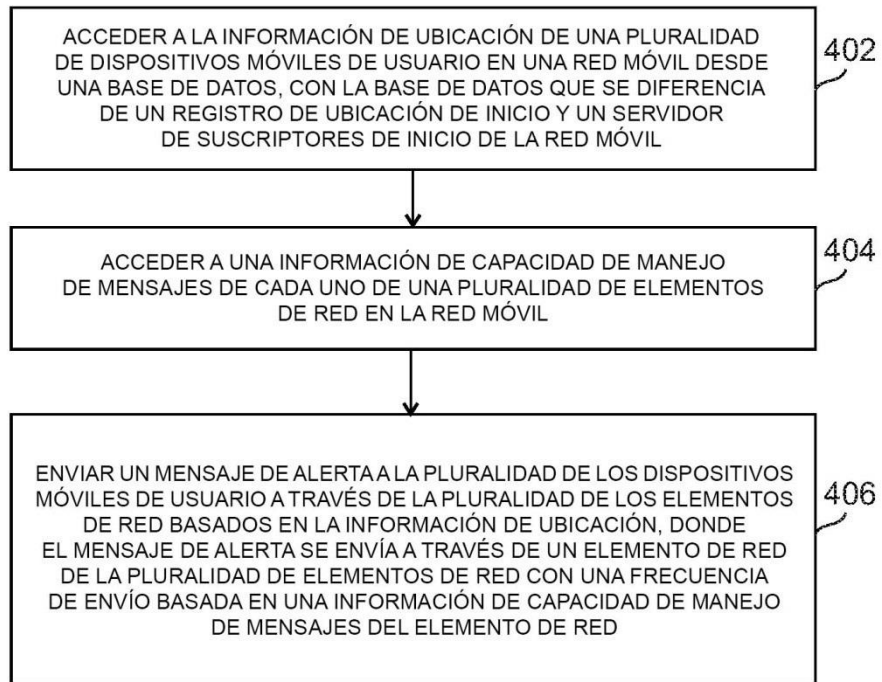 ACCEDER A LA INFORMACIÓN DE UBICACIÓN DE UNA PLURALIDAD
DE DISPOSITIVOS MÓVILES DE USUARIO EN UNA RED MÓVIL DESDE
UNA BASE DE DATOS, CON LA BASE DE DATOS QUE SE DIFERENCIA
DE UN REGISTRO DE UBICACIÓN DE INICIO Y UN SERVIDOR
DE SUSCRIPTORES DE INICIO DE LA RED MÓVIL
402
ACCEDER A UNA INFORMACIÓN DE CAPACIDAD DE MANEJO
DE MENSAJES DE CADA UNO DE UNA PLURALIDAD DE ELEMENTOS
DE RED EN LA RED MÓVIL
404
ENVIAR UN MENSAJE DE ALERTA A LA PLURALIDAD DE LOS DISPOSITIVOS
MÓVILES DE USUARIO A TRAVÉS DE LA PLURALIDAD DE LOS ELEMENTOS
DE RED BASADOS EN LA INFORMACIÓN DE UBICACIÓN, DONDE
EL MENSAJE DE ALERTA SE ENVÍA A TRAVÉS DE UN ELEMENTO DE RED
DE LA PLURALIDAD DE ELEMENTOS DE RED CON UNA FRECUENCIA
DE ENVÍO BASADA EN UNA INFORMACIÓN DE CAPACIDAD DE MANEJO
DE MENSAJES DEL ELEMENTO DE RED
406